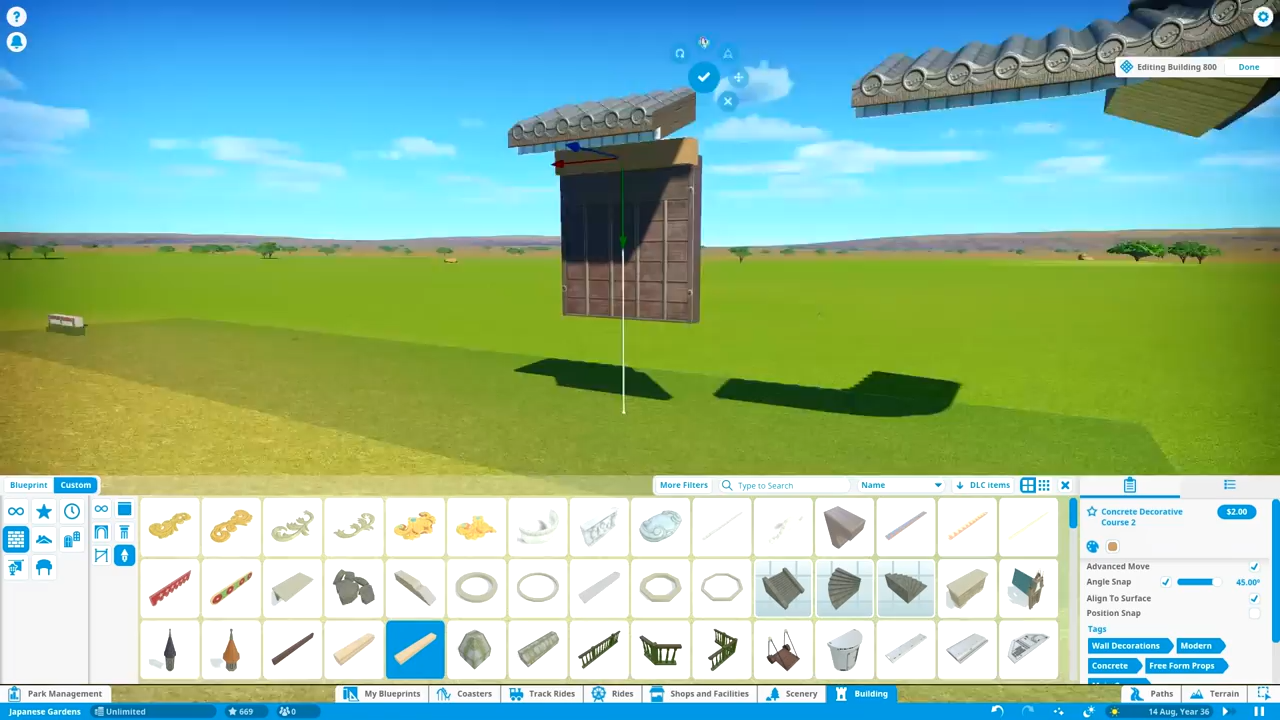 ?
Editing Building 800 Done
Blueprint Custom More Filters Type to Search Name DLC items
Concrete Decorative
Course 2
$2.00
Advanced Move
Angle Snap 45.00°
Align To Surface
Position Snap
Tags
Wall Decorations Modern
Concrete Free Form Props
Park Management My Blueprints Coasters Track Rides Rides Shops and Facilities Scenery Building Paths Terrain
Japanese Gardens Unlimited 669 0 14 Aug, Year 36